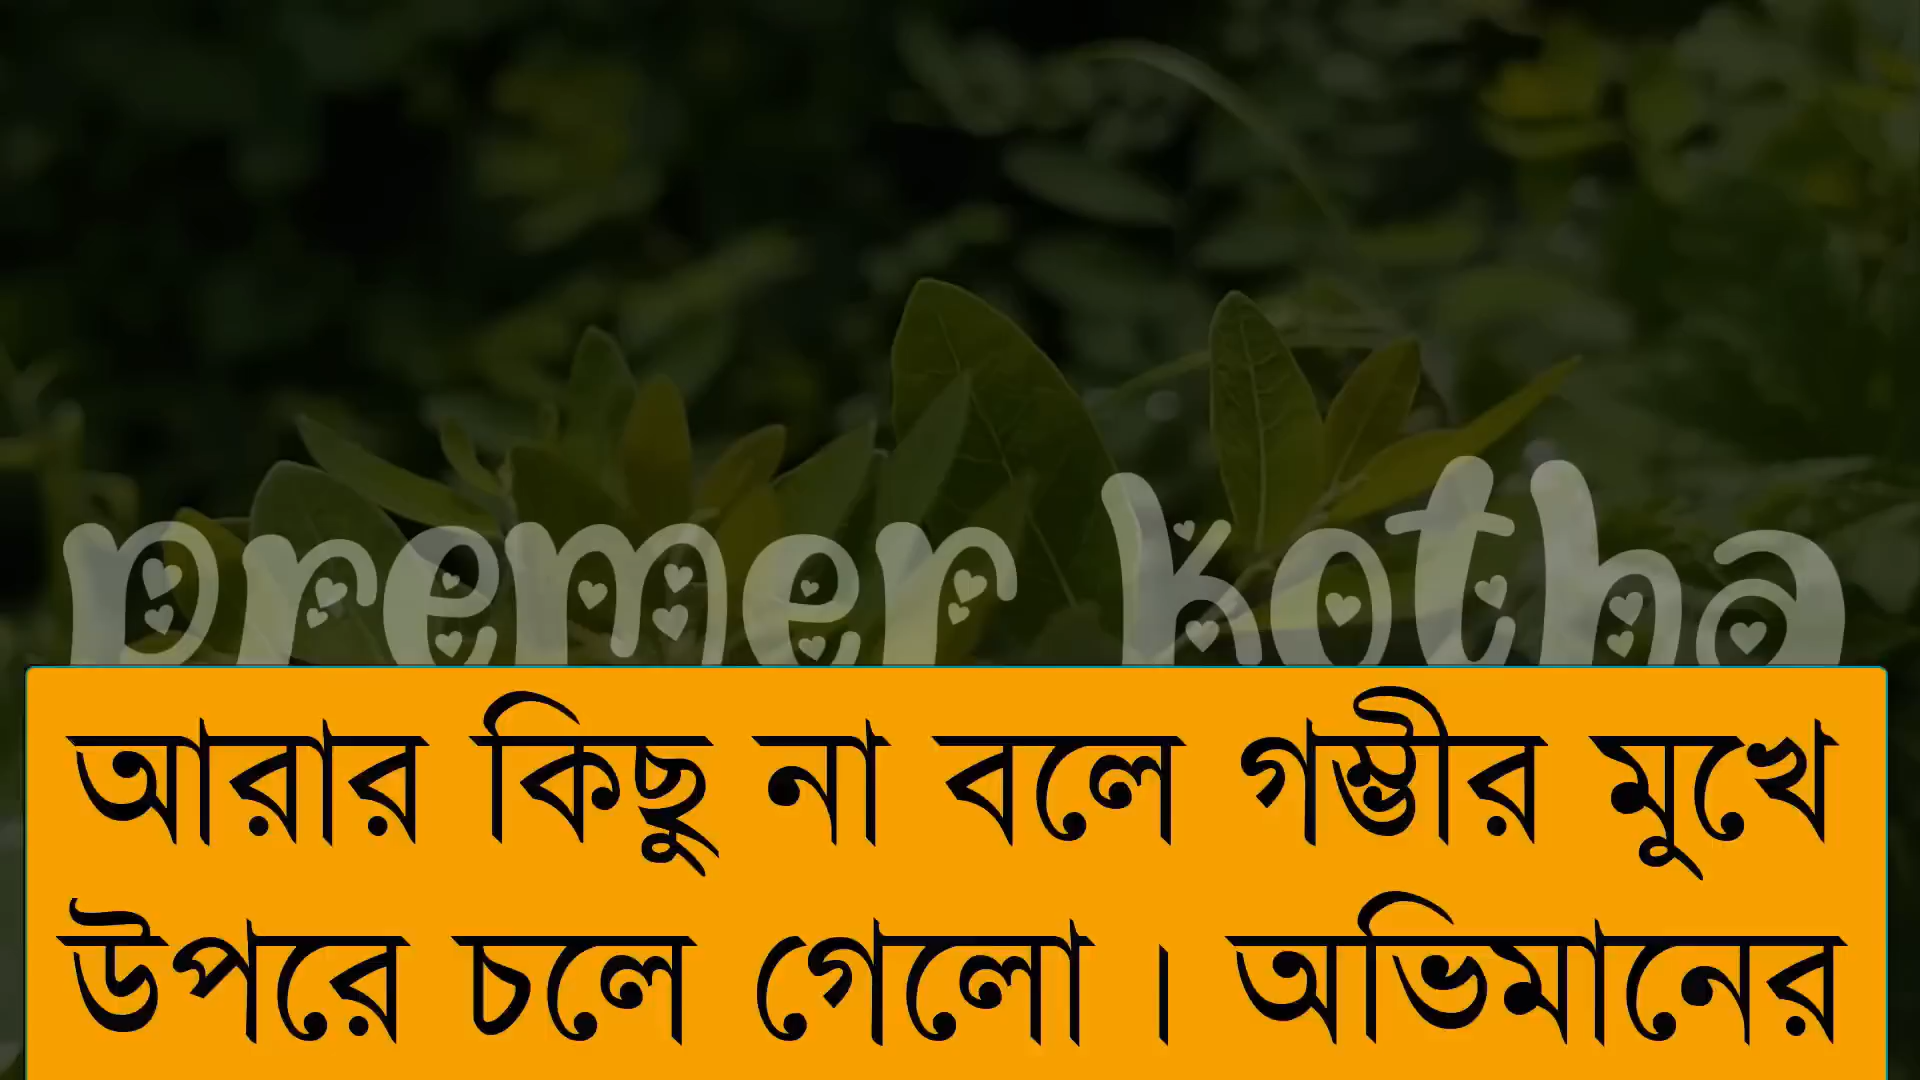 premer kotha
আরার কিছু না বলে গম্ভীর মুখে
উপরে চলে গেলো । অভিমানের